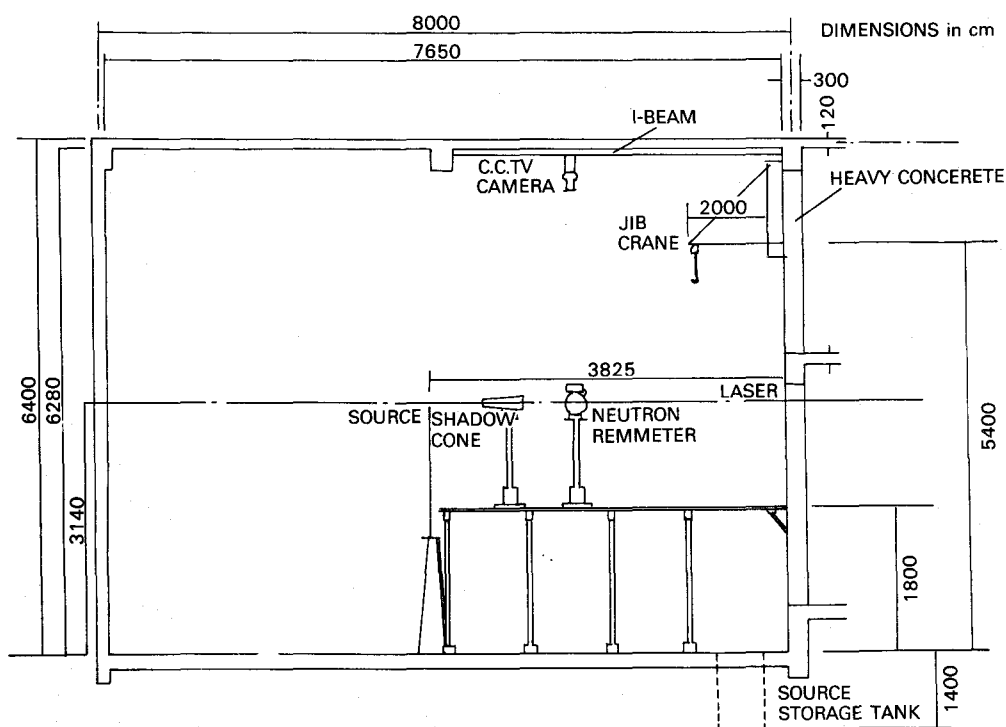 8000
DIMENSIONS in cm
7650
300
120
I-BEAM
C.C.TV
CAMERA
HEAVY CONCERETE
2000
JIB
CRANE
3825
LASER
SOURCE
SHADOW
CONE
NEUTRON
REMMETER
6400
6280
3140
5400
1800
1400
SOURCE
STORAGE TANK